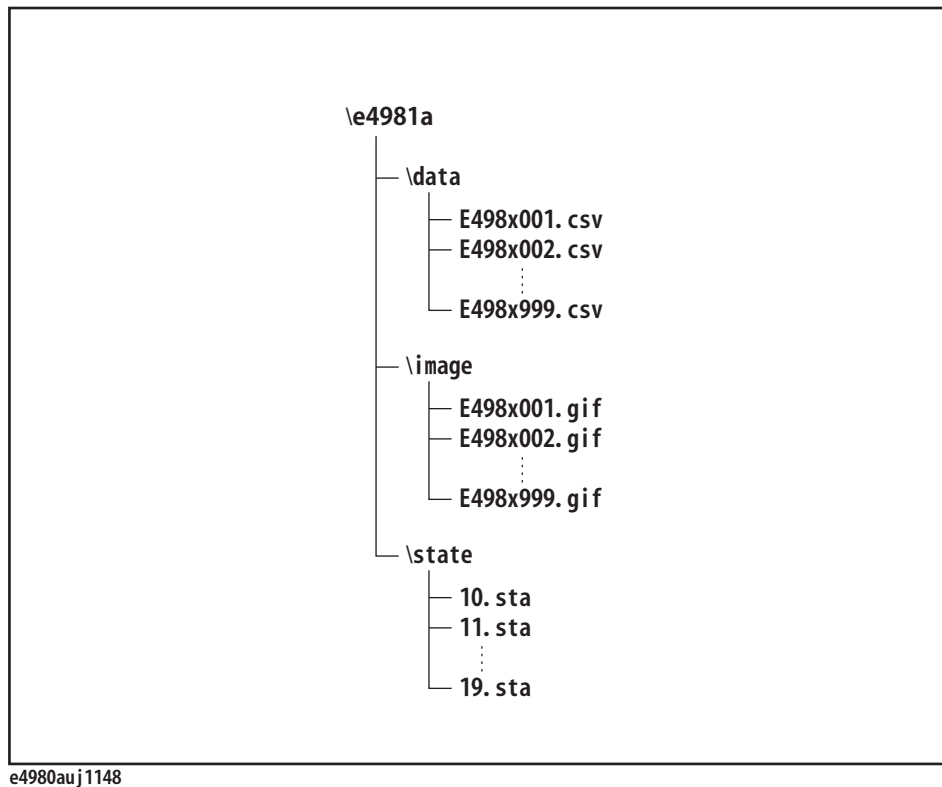 \e4981a
\data
E498x001.csv
E498x002.csv
E498x999.csv
\image
E498x001.gif
E498x002.gif
E498x999.gif
\state
10.sta
11.sta
19.sta
e4980auj1148